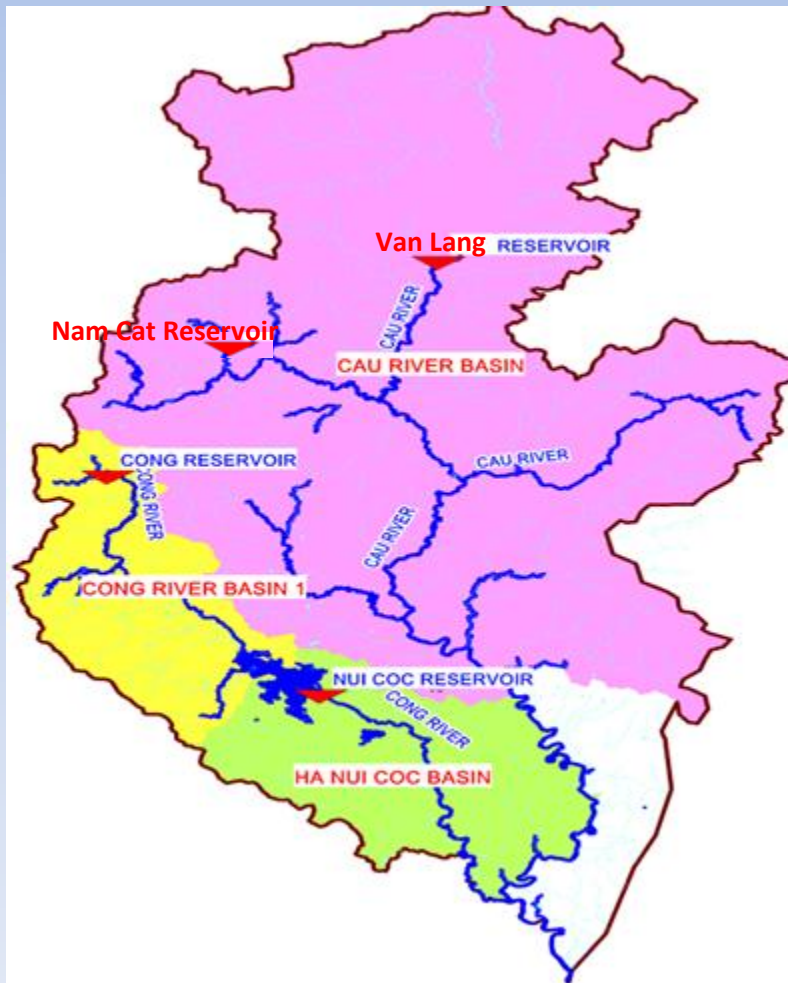 Van Lang RESERVOIR
CAU RIVER
Nam Cat Reservoir
CAU RIVER BASIN
CONG RESERVOIR
CAU RIVER
CONG RIVER
CAU RIVER
CONG RIVER BASIN 1
NUI COC RESERVOIR
CONG RIVER
HA NUI COC BASIN